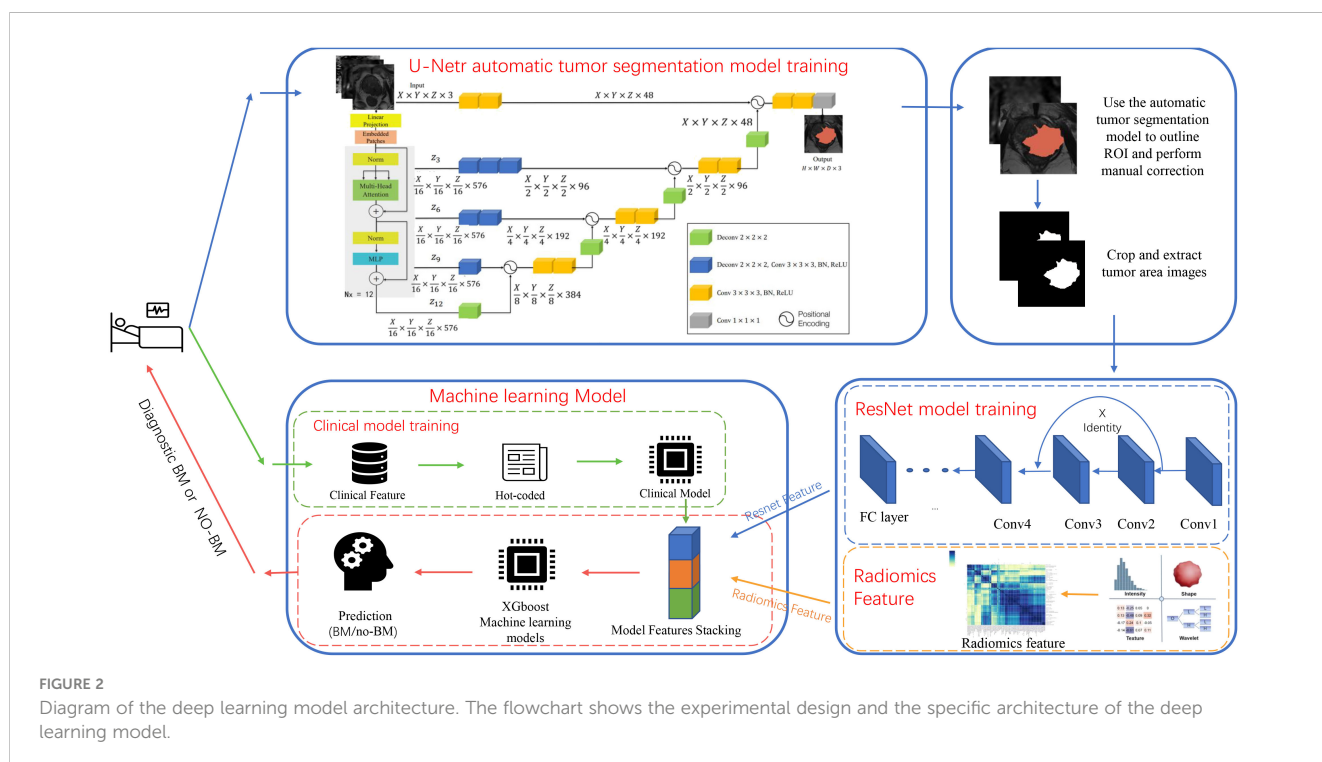 U-Netr automatic tumor segmentation model training
Input
X × Y × Z × 3
X × Y × Z × 48
X × Y × Z × 48
Linear
Projection
Embedded
Patches
Norm
Multi-Head
Attention
+
Norm
MLP
+
Nx = 12
z3
X/16 × Y/16 × Z/16 × 576
X/2 × Y/2 × Z/2 × 96
X/2 × Y/2 × Z/2 × 96
z6
X/16 × Y/16 × Z/16 × 576
X/4 × Y/4 × Z/4 × 192
X/4 × Y/4 × Z/4 × 192
z9
X/16 × Y/16 × Z/16 × 576
X/8 × Y/8 × Z/8 × 384
z12
X/16 × Y/16 × Z/16 × 576
Output
H × W × D × 3
Deconv 2 × 2 × 2
Deconv 2 × 2 × 2, Conv 3 × 3 × 3, BN, ReLU
Conv 3 × 3 × 3, BN, ReLU
Conv 1 × 1 × 1
Positional
Encoding
Use the automatic
tumor segmentation
model to outline
ROI and perform
manual correction
Crop and extract
tumor area images
Diagnostic BM or NO-BM
Machine learning Model
Clinical model training
Clinical Feature
Hot-coded
Clinical Model
Prediction
(BM/no-BM)
XGboost
Machine learning
models
Model Features Stacking
Resnet Feature
Radiomics Feature
ResNet model training
X
Identity
FC layer
...
Conv4
Conv3
Conv2
Conv1
Radiomics
Feature
Radiomics feature
Intensity
Shape
Texture
Wavelet
FIGURE 2
Diagram of the deep learning model architecture. The flowchart shows the experimental design and the specific architecture of the deep
learning model.